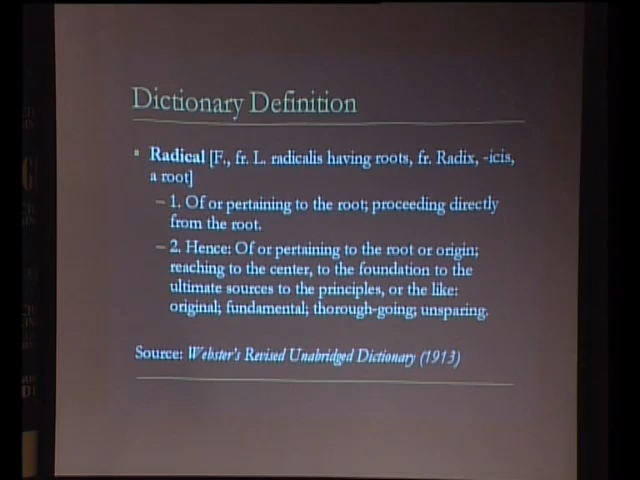 Dictionary Definition
Radical [F., fr. L. radicalis having roots, fr. Radix, -icis,
a root]
– 1. Of or pertaining to the root; proceeding directly
from the root.
– 2. Hence: Of or pertaining to the root or origin;
reaching to the center, to the foundation to the
ultimate sources to the principles, or the like:
original; fundamental; thorough-going; unsparing.
Source: Webster's Revised Unabridged Dictionary (1913)